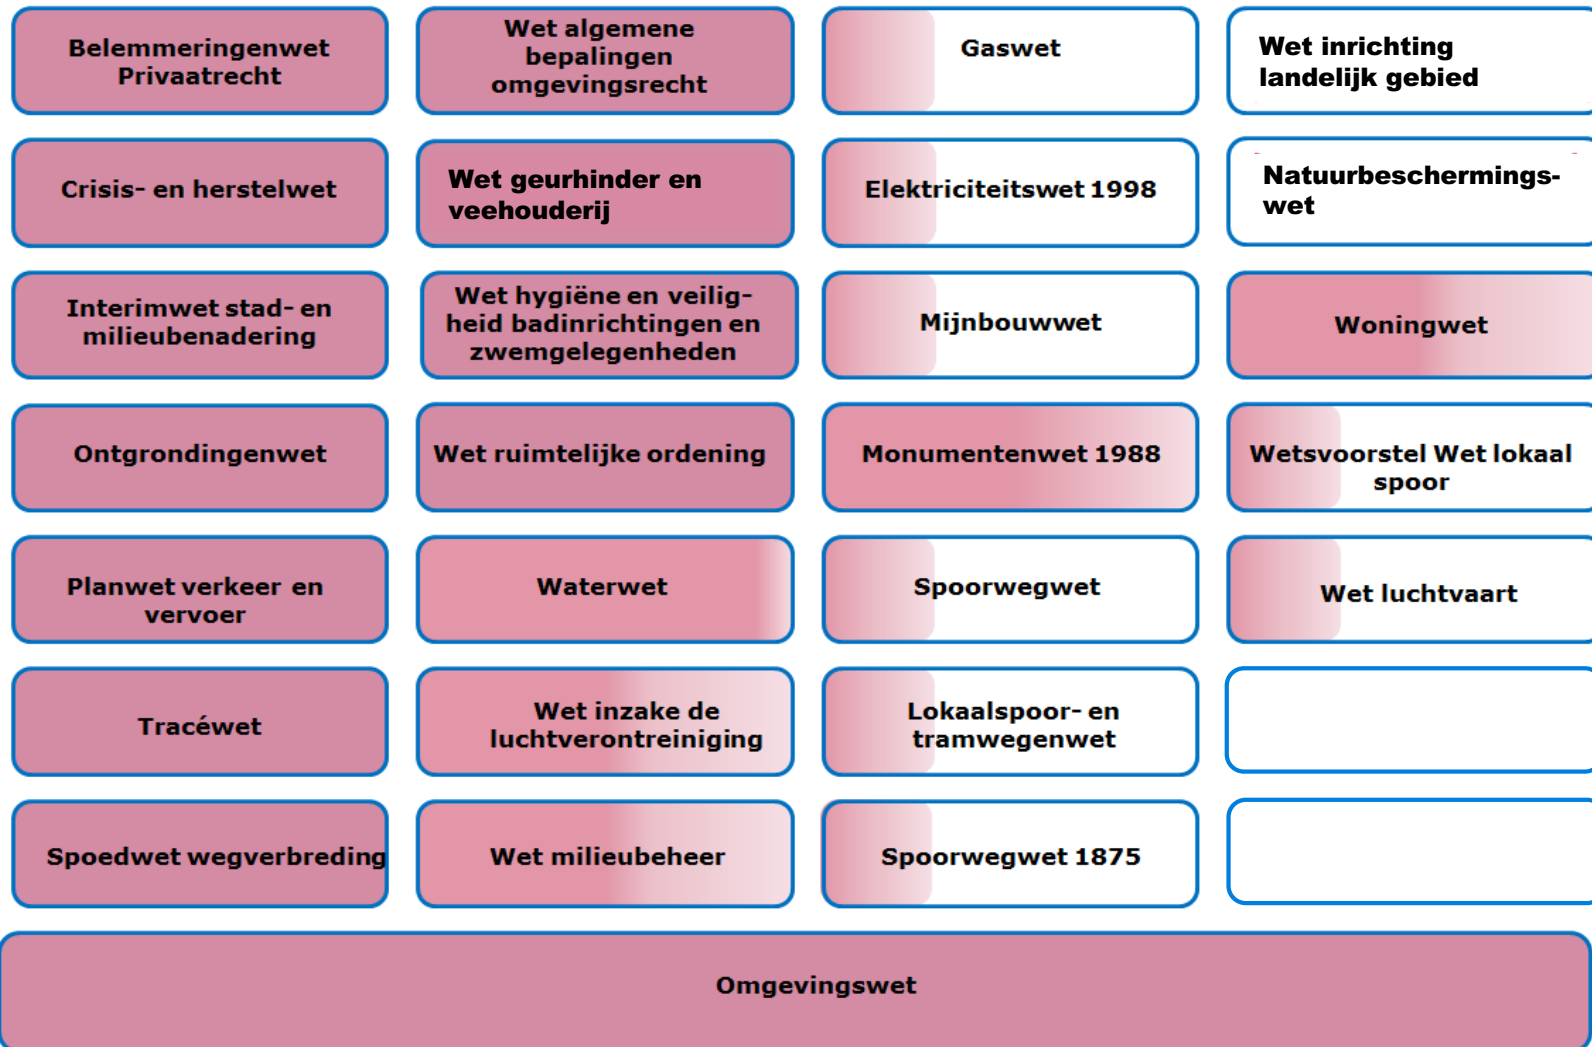 Belemmeringenwet
Privaatrecht
Wet algemene
bepalingen
omgevingsrecht
Gaswet
Wet inrichting
landelijk gebied
Crisis- en herstelwet
Wet geurhinder en
veehouderij
Elektriciteitswet 1998
Natuurbeschermings-
wet
Interimwet stad- en
milieubenadering
Wet hygiëne en veilig-
heid badinrichtingen en
zwemgelegenheden
Mijnbouwwet
Woningwet
Ontgrondingenwet
Wet ruimtelijke ordening
Monumentenwet 1988
Wetsvoorstel Wet lokaal
spoor
Planwet verkeer en
vervoer
Waterwet
Spoorwegwet
Wet luchtvaart
Tracéwet
Wet inzake de
luchtverontreiniging
Lokaalspoor- en
tramwegenwet
Spoedwet wegverbreding
Wet milieubeheer
Spoorwegwet 1875
Omgevingswet